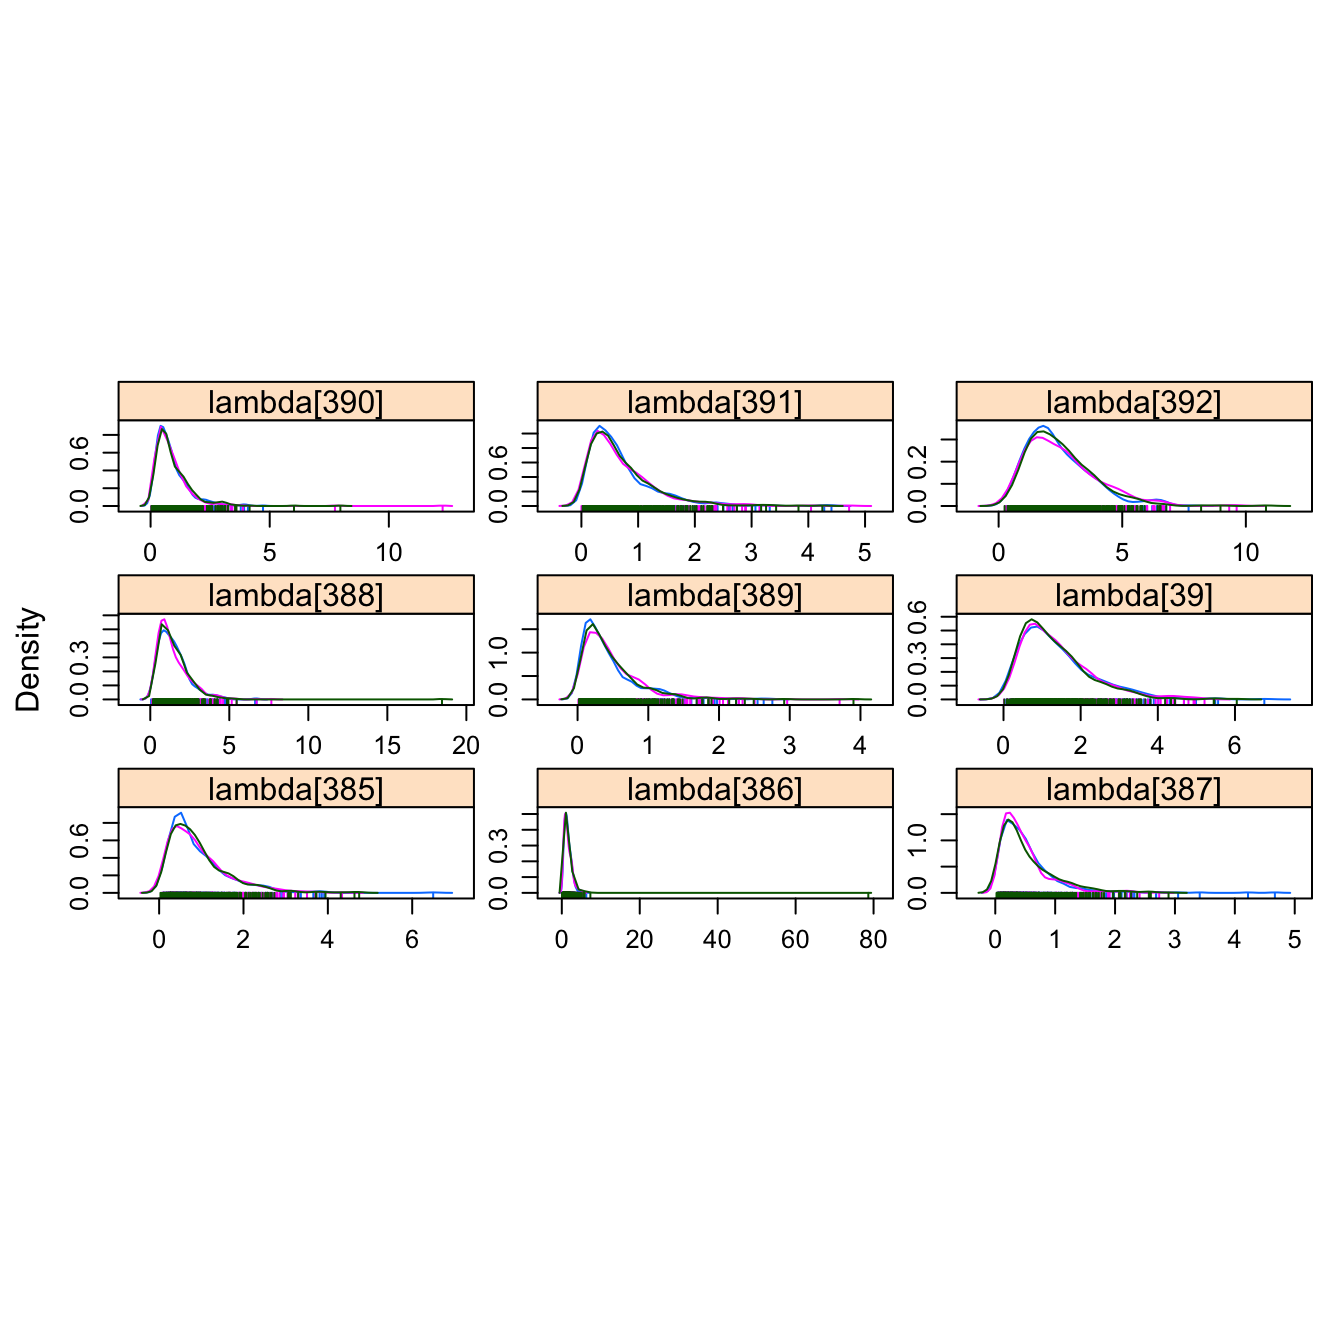 lambda[390] lambda[391] lambda[392]
0.0 0.6
0.0 0.6
0.0 0.2
0 5 10
0 1 2 3 4 5
0 5 10
lambda[388] lambda[389] lambda[39]
0.0 0.3
0.0 1.0
0.0 0.3 0.6
0 5 10 15 20
0 1 2 3 4
0 2 4 6
Density
lambda[385] lambda[386] lambda[387]
0.0 0.6
0.0 0.3
0.0 1.0
0 2 4 6
0 20 40 60 80
0 1 2 3 4 5